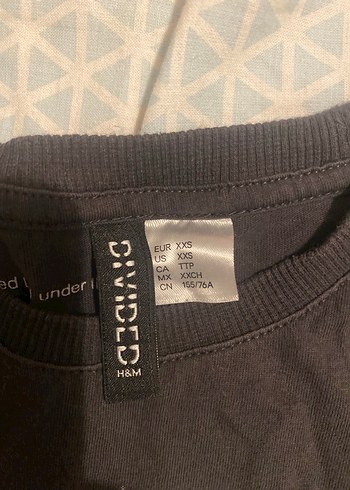 DIVIDED
H&M
EUR XXS
US XXS
CA TTP
MX XXCH
CN 155/76A
under